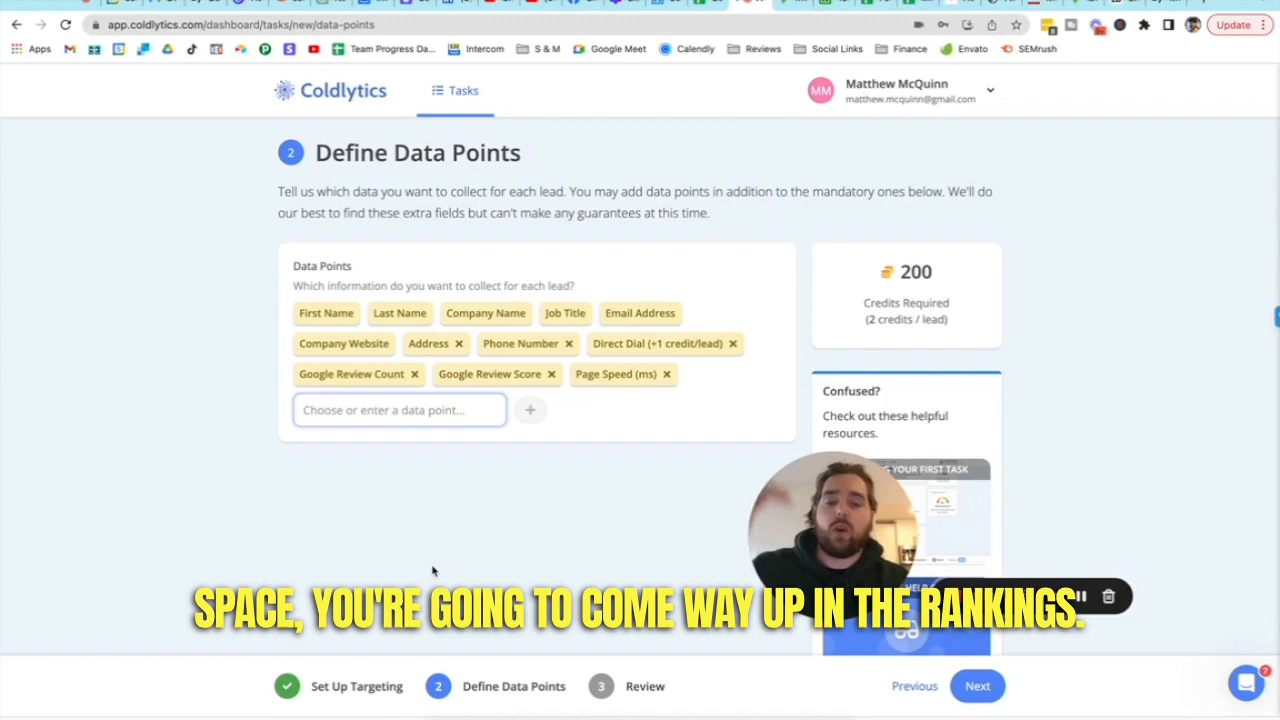 app.coldlytics.com/dashboard/tasks/new/data-points
Update
Apps
Team Progress Da...
Intercom
S & M
Google Meet
Calendly
Reviews
Social Links
Finance
Envato
SEMrush
Coldlytics
Tasks
MM
Matthew McQuinn
matthew.mcquinn@gmail.com
2
Define Data Points
Tell us which data you want to collect for each lead. You may add data points in addition to the mandatory ones below. We'll do
our best to find these extra fields but can't make any guarantees at this time.
Data Points
Which information do you want to collect for each lead?
First Name
Last Name
Company Name
Job Title
Email Address
Company Website
Address ×
Phone Number ×
Direct Dial (+1 credit/lead) ×
Google Review Count ×
Google Review Score ×
Page Speed (ms) ×
Choose or enter a data point...
+
200
Credits Required
(2 credits / lead)
Confused?
Check out these helpful
resources.
YOUR FIRST TASK
SPACE, YOU'RE GOING TO COME WAY UP IN THE RANKINGS.
Set Up Targeting
2
Define Data Points
3
Review
Previous
Next
7